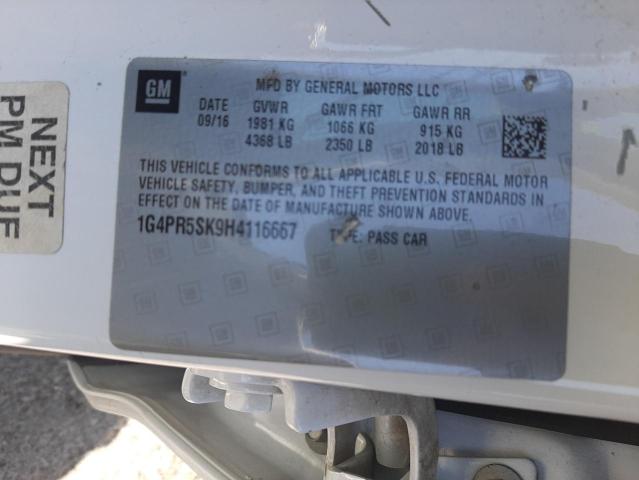 GM
MFD BY GENERAL MOTORS LLC
DATE GVWR GAWR FRT GAWR RR
09/16 1981 KG 1066 KG 915 KG
4368 LB 2350 LB 2018 LB
THIS VEHICLE CONFORMS TO ALL APPLICABLE U.S. FEDERAL MOTOR
VEHICLE SAFETY, BUMPER, AND THEFT PREVENTION STANDARDS IN
EFFECT ON THE DATE OF MANUFACTURE SHOWN ABOVE.
1G4PR5SK9H4116667 TYPE: PASS CAR
NEXT
PM DUE